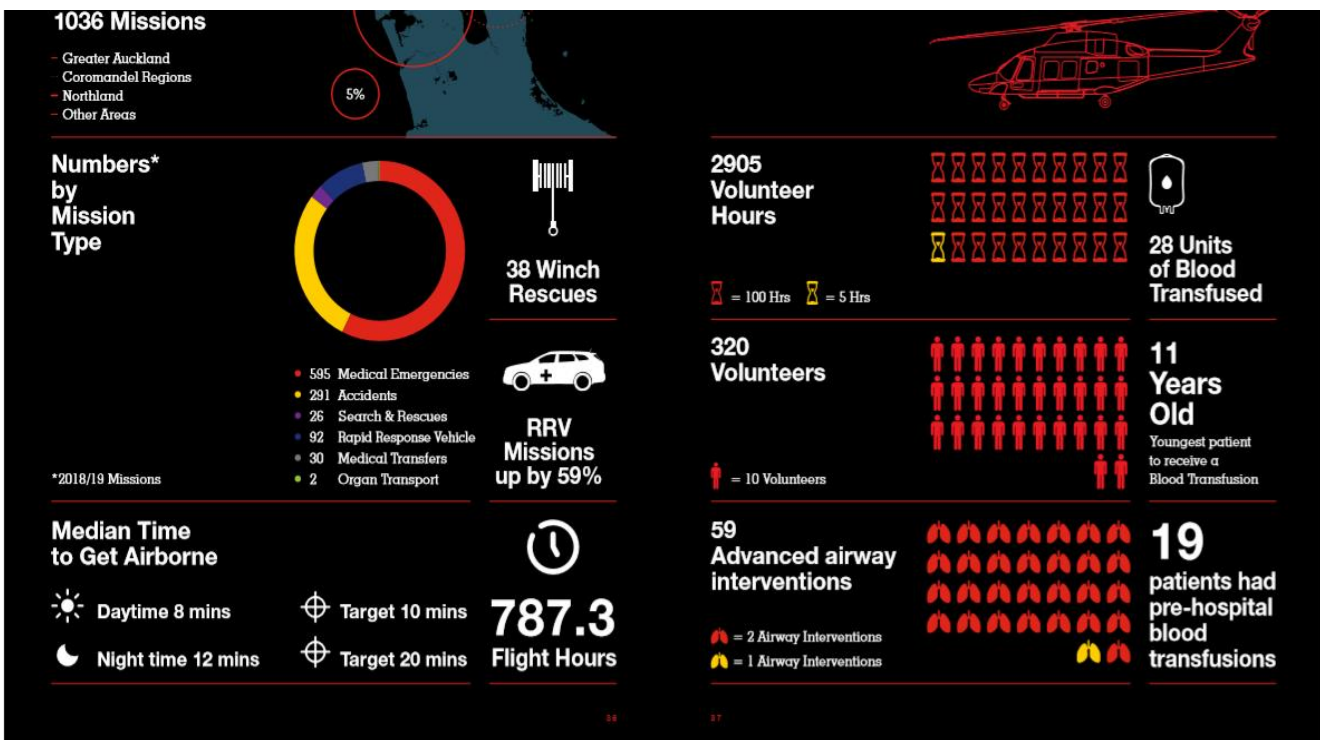 1036 Missions
– Greater Auckland
Coromandel Regions
– Northland
– Other Areas
5%
Numbers*
by
Mission
Type
*2018/19 Missions
• 595 Medical Emergencies
• 291 Accidents
• 26 Search & Rescues
• 92 Rapid Response Vehicle
• 30 Medical Transfers
• 2 Organ Transport
38 Winch
Rescues
RRV
Missions
up by 59%
Median Time
to Get Airborne
Daytime 8 mins
Target 10 mins
Night time 12 mins
Target 20 mins
787.3
Flight Hours
36
2905
Volunteer
Hours
= 100 Hrs = 5 Hrs
28 Units
of Blood
Transfused
320
Volunteers
= 10 Volunteers
11
Years
Old
Youngest patient
to receive a
Blood Transfusion
59
Advanced airway
interventions
= 2 Airway Interventions
= 1 Airway Interventions
19
patients had
pre-hospital
blood
transfusions
37